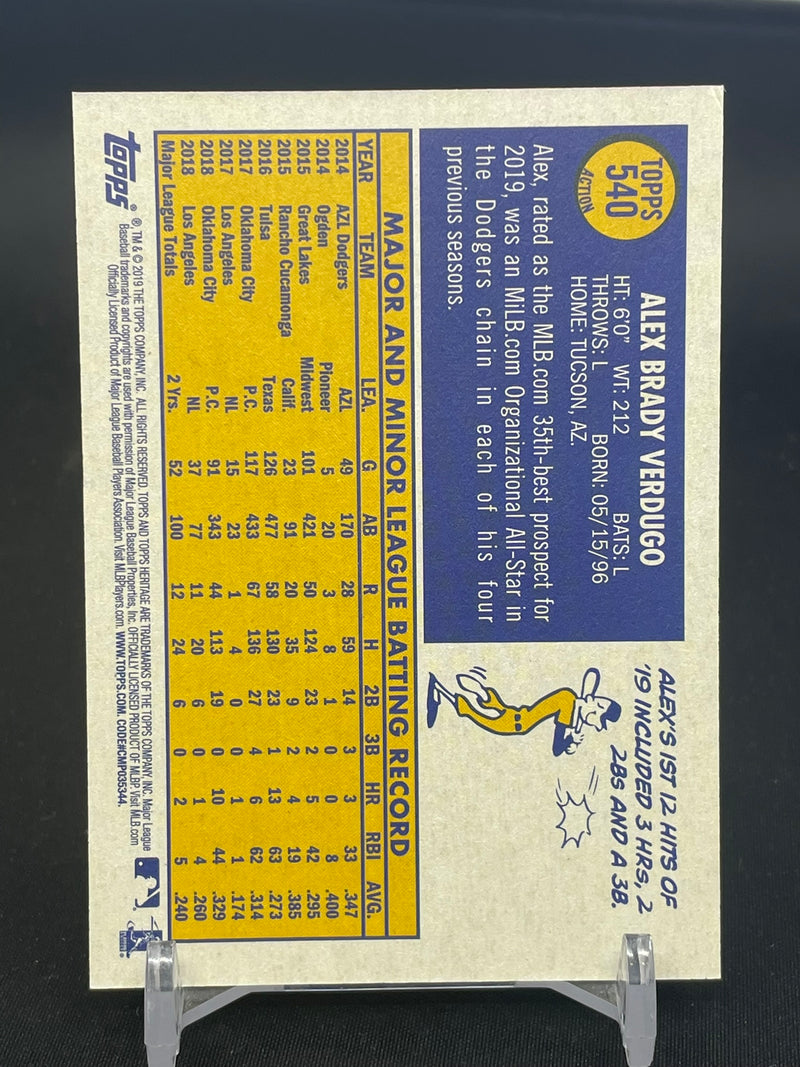 TOPPS
540
ACTION
ALEX BRADY VERDUGO
HT: 6'0" WT: 212 BATS: L
THROWS: L BORN: 05/15/96
HOME: TUCSON, AZ.
Alex, rated as the MLB.com 35th-best prospect for
2019, was an MiLB.com Organizational All-Star in
the Dodgers chain in each of his four
previous seasons.
ALEX'S 1ST 12 HITS OF
'19 INCLUDED 3 HRS, 2
2BS AND A 3B.
MAJOR AND MINOR LEAGUE BATTING RECORD
YEAR TEAM LEA. G AB R H 2B 3B HR RBI AVG.
2014 AZL Dodgers AZL 49 170 28 59 14 3 3 33 .347
2014 Ogden Pioneer 5 20 3 8 1 0 0 8 .400
2015 Great Lakes Midwest 101 421 50 124 23 2 5 42 .295
2015 Rancho Cucamonga Calif. 23 91 20 35 9 2 4 19 .385
2016 Tulsa Texas 126 477 58 130 23 1 13 63 .273
2017 Oklahoma City P.C. 117 433 67 136 27 4 6 62 .314
2017 Los Angeles NL 15 23 1 4 0 0 1 1 .174
2018 Oklahoma City P.C. 91 343 44 113 19 0 10 44 .329
2018 Los Angeles NL 37 77 11 20 6 0 1 4 .260
Major League Totals 2 Yrs. 52 100 12 24 6 0 2 5 .240
topps®
®, TM & © 2019 THE TOPPS COMPANY, INC. ALL RIGHTS RESERVED. TOPPS AND TOPPS HERITAGE ARE TRADEMARKS OF THE TOPPS COMPANY, INC. Major League
Baseball trademarks and copyrights are used with permission of Major League Baseball Properties, Inc. OFFICIALLY LICENSED PRODUCT OF MLBP. Visit MLB.com
Officially Licensed Product of Major League Baseball Players Association. Visit MLBPlayers.com. WWW.TOPPS.COM. CODE#CMP035344.